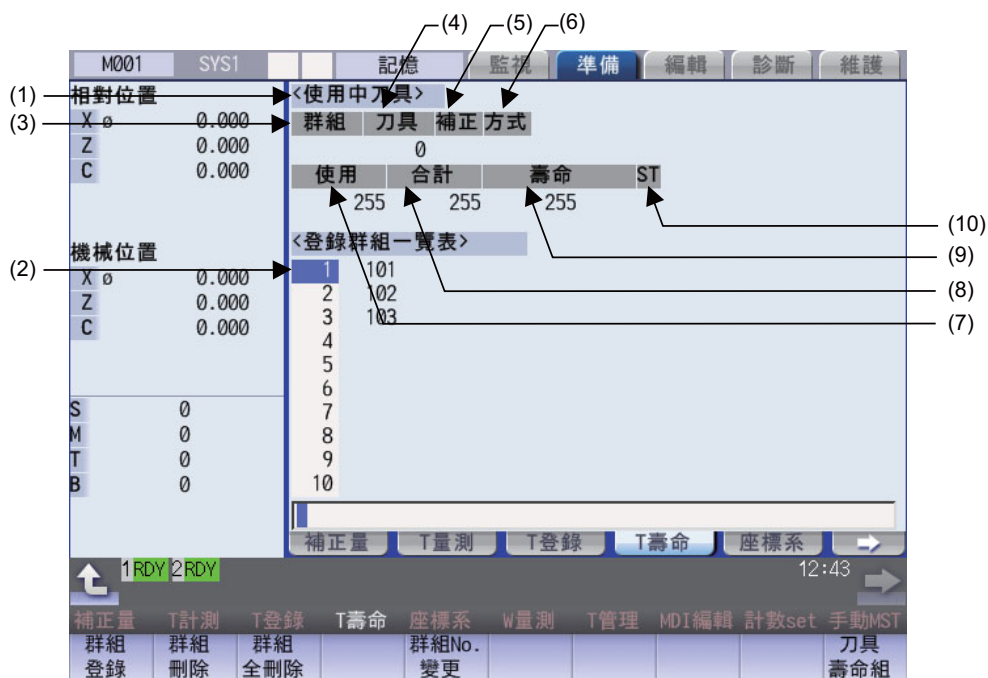 (4) (5) (6)
M001 SYS1 記憶 監視 準備 編輯 診斷 維護
(1) 相對位置 <使用中刀具>
(3) X ø 0.000 群組 刀具 補正 方式
Z 0.000 0
C 0.000 使用 合計 壽命 ST
255 255 255
(10)
機械位置 <登錄群組一覽表>
(9)
(2) X ø 0.000 1 101
(8)
Z 0.000 2 102
C 0.000 3 103
(7)
4
5
6
S 0 7
M 0 8
T 0 9
B 0 10
補正量 T量測 T登錄 T壽命 座標系
1 RDY 2 RDY 12:43
補正量 T計測 T登錄 T壽命 座標系 W量測 T管理 MDI編輯 計數set 手動MST
群組 群組 群組 群組No. 刀具
登錄 刪除 全刪除 變更 壽命組